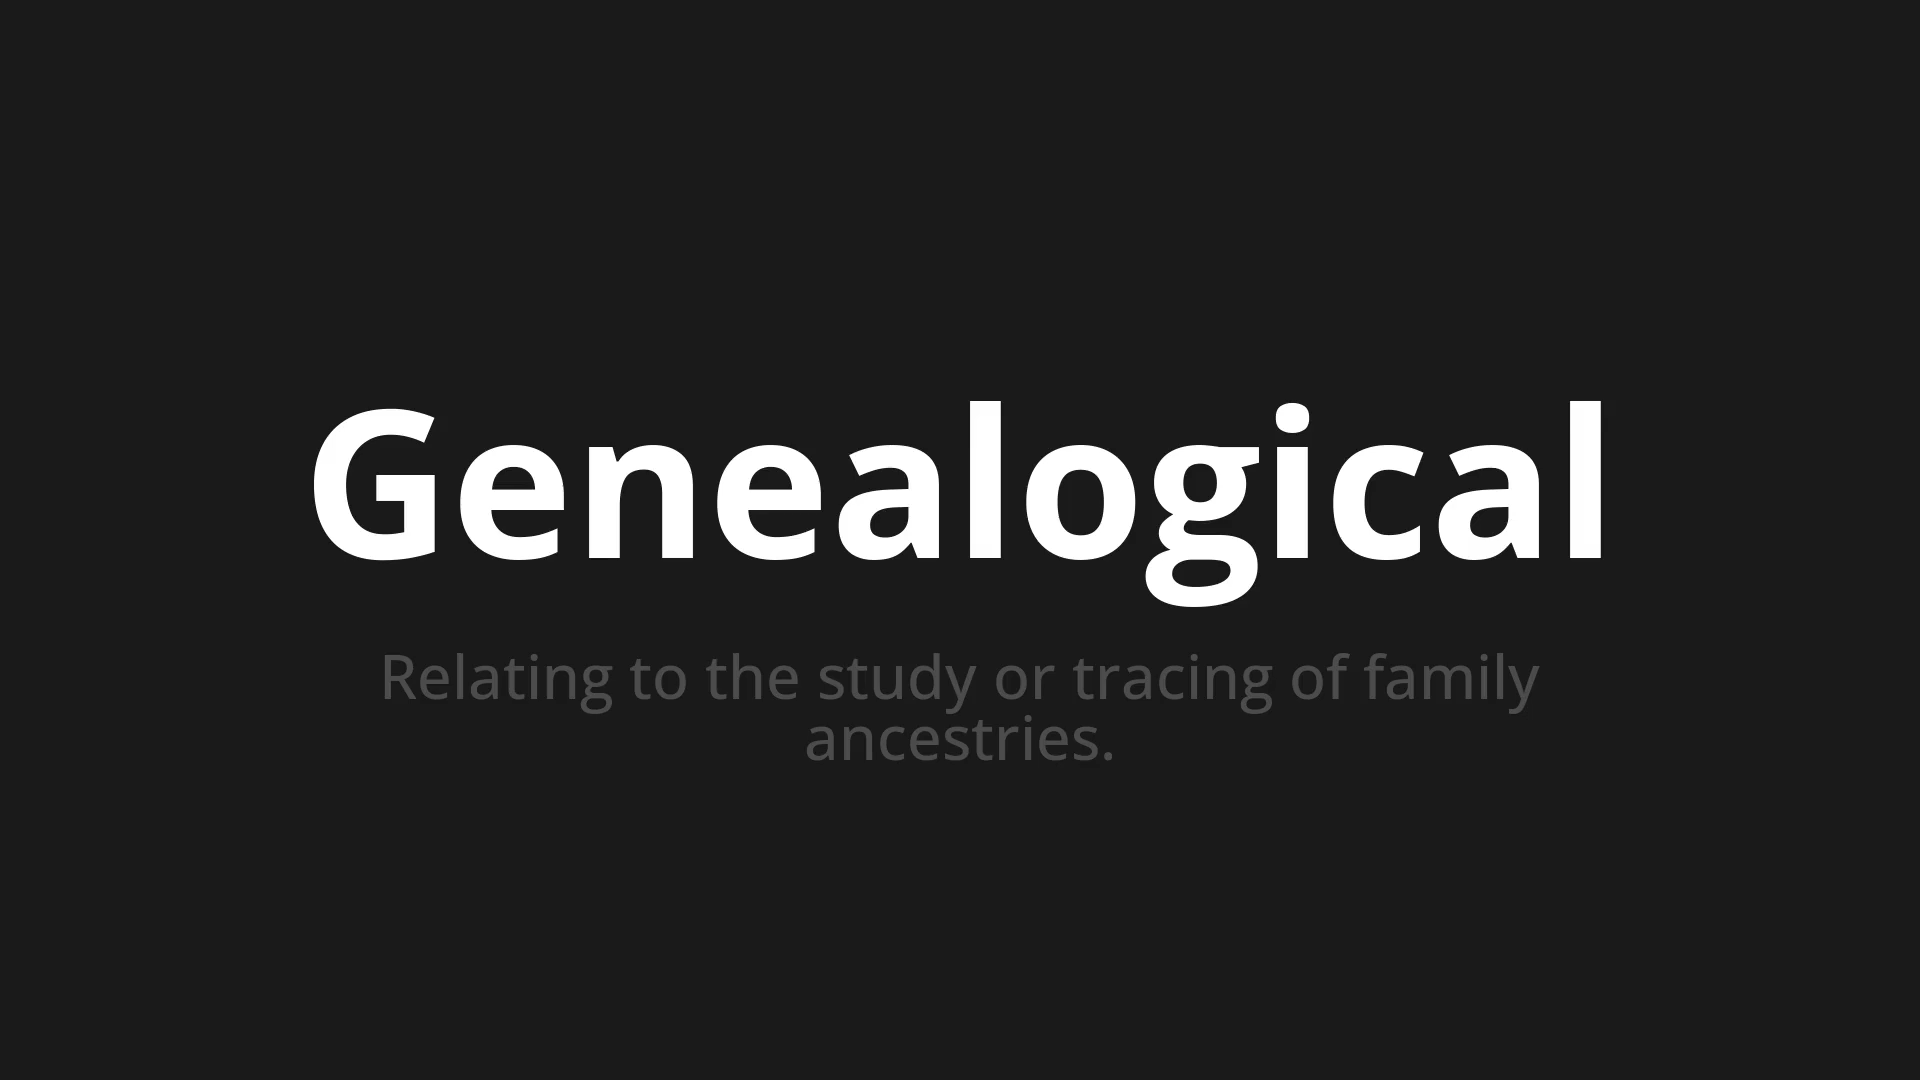 Genealogical
Relating to the study or tracing of family
ancestries.